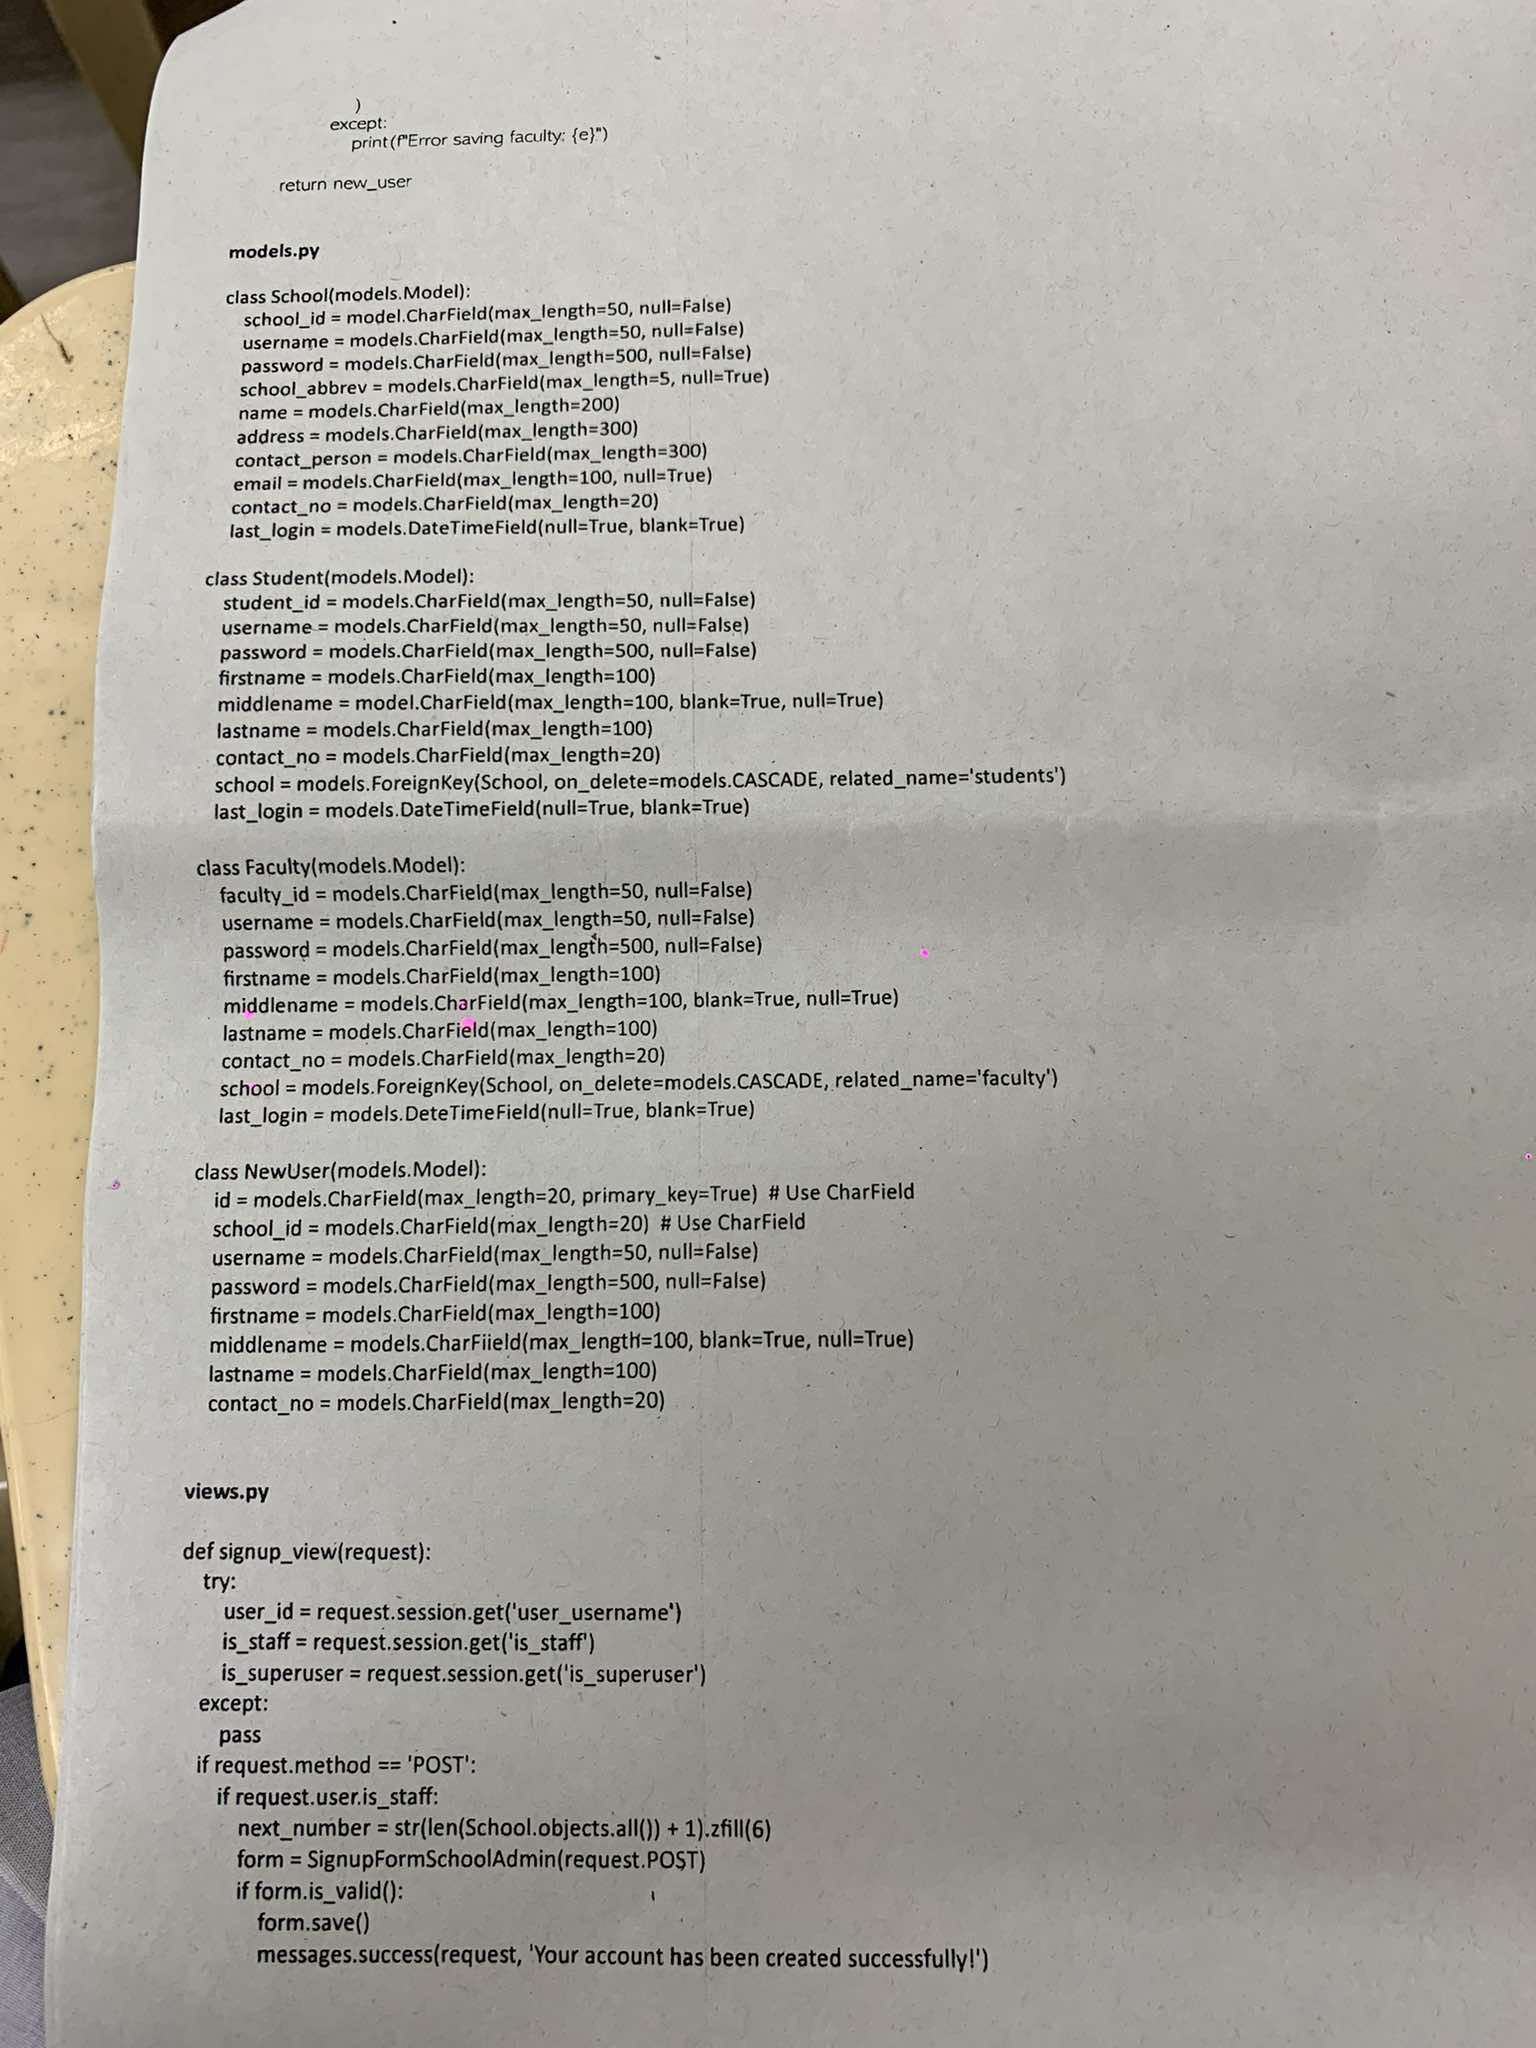 )
except:
print(f"Error saving faculty: {e}")
return new_user
models.py
class School(models.Model):
school_id = model.CharField(max_length=50, null=False)
username = models.CharField(max_length=50, null=False)
password = models.CharField(max_length=500, null=False)
school_abbrev = models.CharField(max_length=5, null=True)
name = models.CharField(max_length=200)
address = models.CharField(max_length=300)
contact_person = models.CharField(max_length=300)
email = models.CharField(max_length=100, null=True)
contact_no = models.CharField(max_length=20)
last_login = models.DateTimeField(null=True, blank=True)
class Student(models.Model):
student_id = models.CharField(max_length=50, null=False)
username = models.CharField(max_length=50, null=False)
password = models.CharField(max_length=500, null=False)
firstname = models.CharField(max_length=100)
middlename = model.CharField(max_length=100, blank=True, null=True)
lastname = models.CharField(max_length=100)
contact_no = models.CharField(max_length=20)
school = models.ForeignKey(School, on_delete=models.CASCADE, related_name='students')
last_login = models.DateTimeField(null=True, blank=True)
class Faculty(models.Model):
faculty_id = models.CharField(max_length=50, null=False)
username = models.CharField(max_length=50, null=False)
password = models.CharField(max_length=500, null=False)
firstname = models.CharField(max_length=100)
middlename = models.CharField(max_length=100, blank=True, null=True)
lastname = models.CharField(max_length=100)
contact_no = models.CharField(max_length=20)
school = models.ForeignKey(School, on_delete=models.CASCADE, related_name='faculty')
last_login = models.DeteTimeField(null=True, blank=True)
class NewUser(models.Model):
id = models.CharField(max_length=20, primary_key=True) # Use CharField
school_id = models.CharField(max_length=20) # Use CharField
username = models.CharField(max_length=50, null=False)
password = models.CharField(max_length=500, null=False)
firstname = models.CharField(max_length=100)
middlename = models.CharFiield(max_length=100, blank=True, null=True)
lastname = models.CharField(max_length=100)
contact_no = models.CharField(max_length=20)
views.py
def signup_view(request):
try:
user_id = request.session.get('user_username')
is_staff = request.session.get('is_staff')
is_superuser = request.session.get('is_superuser')
except:
pass
if request.method == 'POST':
if request.user.is_staff:
next_number = str(len(School.objects.all()) + 1).zfill(6)
form = SignupFormSchoolAdmin(request.POST)
if form.is_valid():
form.save()
messages.success(request, 'Your account has been created successfully!')